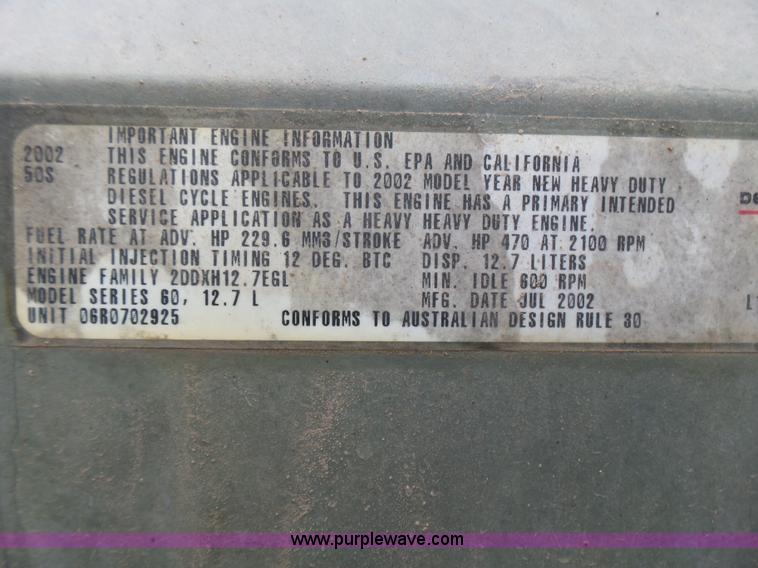 IMPORTANT ENGINE INFORMATION
2002 THIS ENGINE CONFORMS TO U.S. EPA AND CALIFORNIA
50S REGULATIONS APPLICABLE TO 2002 MODEL YEAR NEW HEAVY DUTY
DIESEL CYCLE ENGINES. THIS ENGINE HAS A PRIMARY INTENDED
SERVICE APPLICATION AS A HEAVY HEAVY DUTY ENGINE.
FUEL RATE AT ADV. HP 229.6 MM3/STROKE ADV. HP 470 AT 2100 RPM
INITIAL INJECTION TIMING 12 DEG. BTC DISP. 12.7 LITERS
ENGINE FAMILY 2DDXH12.7EGL MIN. IDLE 600 RPM
MODEL SERIES 60, 12.7 L MFG. DATE JUL 2002
UNIT 06R0702925 CONFORMS TO AUSTRALIAN DESIGN RULE 30
www.purplewave.com